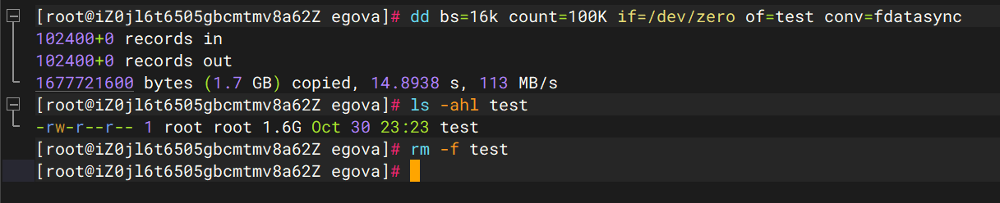 [root@iZ0jl6t6505gbcmtmv8a62Z egova]# dd bs=16k count=100K if=/dev/zero of=test conv=fdatasync
102400+0 records in
102400+0 records out
1677721600 bytes (1.7 GB) copied, 14.8938 s, 113 MB/s
[root@iZ0jl6t6505gbcmtmv8a62Z egova]# ls -ahl test
-rw-r--r-- 1 root root 1.6G Oct 30 23:23 test
[root@iZ0jl6t6505gbcmtmv8a62Z egova]# rm -f test
[root@iZ0jl6t6505gbcmtmv8a62Z egova]#